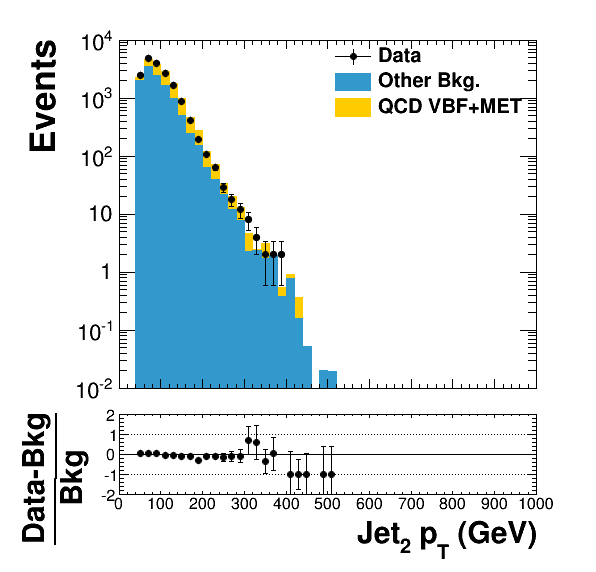 Events
10^4
10^3
10^2
10
1
10^-1
10^-2
Data
Other Bkg.
QCD VBF+MET
Data-Bkg
Bkg
2
1
0
-1
-2
0 100 200 300 400 500 600 700 800 900 1000
Jet_2 p_T (GeV)